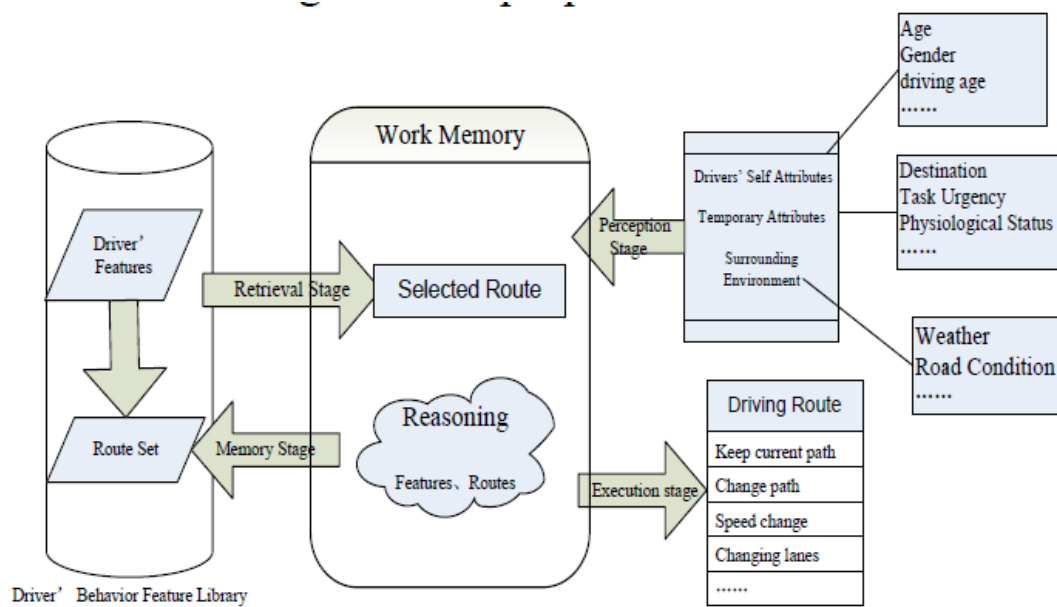 Age
Gender
driving age
……
Work Memory
Drivers' Self Attributes
Temporary Attributes
Surrounding
Environment
Destination
Task Urgency
Physiological Status
……
Perception
Stage
Driver'
Features
Retrieval Stage
Selected Route
Weather
Road Condition
……
Driving Route
Keep current path
Change path
Speed change
Changing lanes
……
Reasoning
Features、Routes
Route Set
Memory Stage
Execution stage
Driver' Behavior Feature Library